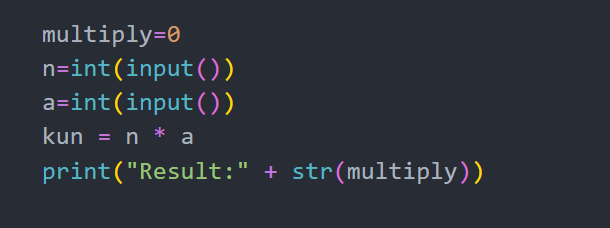 multiply=0
n=int(input())
a=int(input())
kun = n * a
print("Result:" + str(multiply))